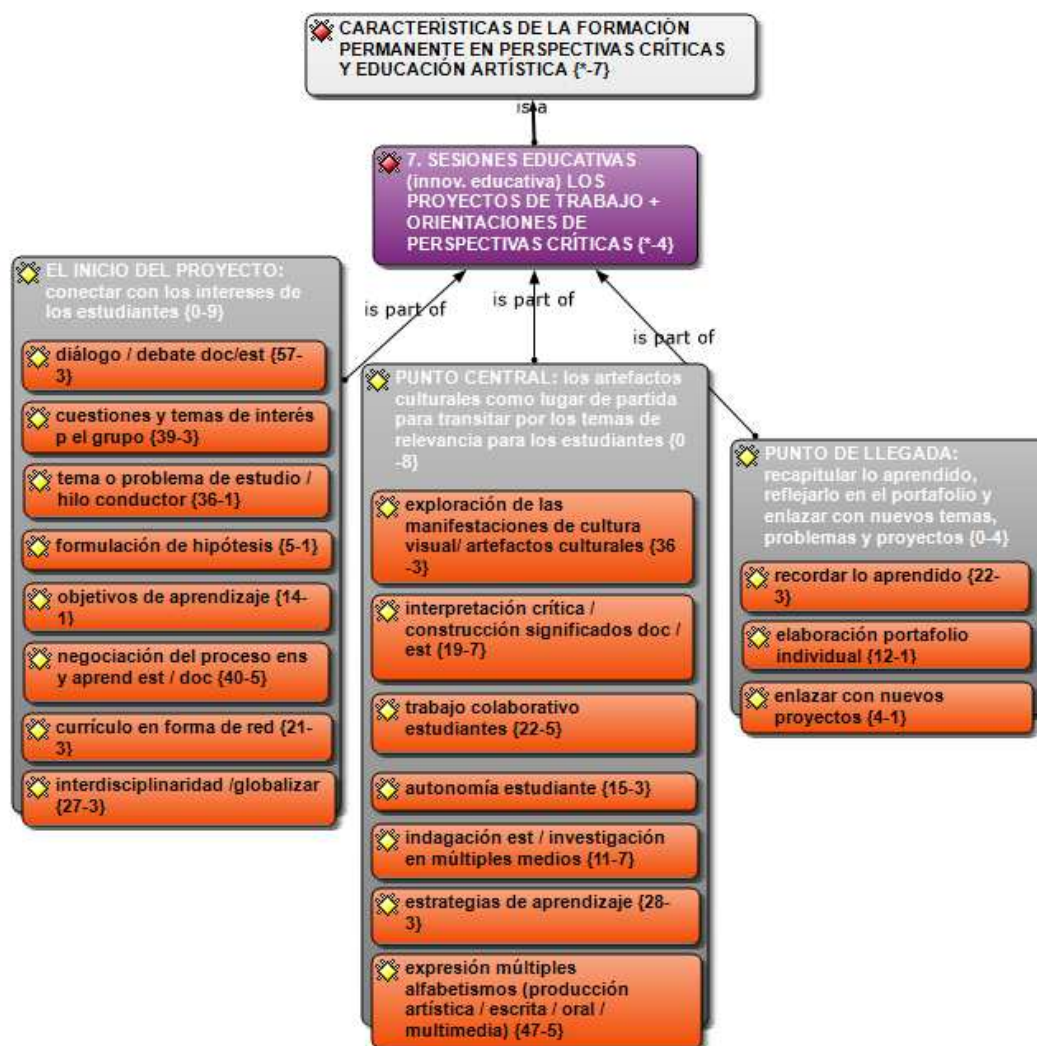 CARACTERÍSTICAS DE LA FORMACIÓN
PERMANENTE EN PERSPECTIVAS CRÍTICAS
Y EDUCACIÓN ARTÍSTICA {*-7}
is a
7. SESIONES EDUCATIVAS
(innov. educativa) LOS
PROYECTOS DE TRABAJO +
ORIENTACIONES DE
PERSPECTIVAS CRÍTICAS {*-4}
is part of
is part of
is part of
EL INICIO DEL PROYECTO:
conectar con los intereses de
los estudiantes {0-9}
diálogo / debate doc/est {57-
3}
cuestiones y temas de interés
p el grupo {39-3}
tema o problema de estudio /
hilo conductor {36-1}
formulación de hipótesis {5-1}
objetivos de aprendizaje {14-
1}
negociación del proceso ens
y aprend est / doc {40-5}
currículo en forma de red {21-
3}
interdisciplinaridad /globalizar
{27-3}
PUNTO CENTRAL: los artefactos
culturales como lugar de partida
para transitar por los temas de
relevancia para los estudiantes {0
-8}
exploración de las
manifestaciones de cultura
visual/ artefactos culturales {36
-3}
interpretación crítica /
construcción significados doc /
est {19-7}
trabajo colaborativo
estudiantes {22-5}
autonomía estudiante {15-3}
indagación est / investigación
en múltiples medios {11-7}
estrategias de aprendizaje {28-
3}
expresión múltiples
alfabetismos (producción
artística / escrita / oral /
multimedia) {47-5}
PUNTO DE LLEGADA:
recapitular lo aprendido,
reflejarlo en el portafolio y
enlazar con nuevos temas,
problemas y proyectos {0-4}
recordar lo aprendido {22-
3}
elaboración portafolio
individual {12-1}
enlazar con nuevos
proyectos {4-1}